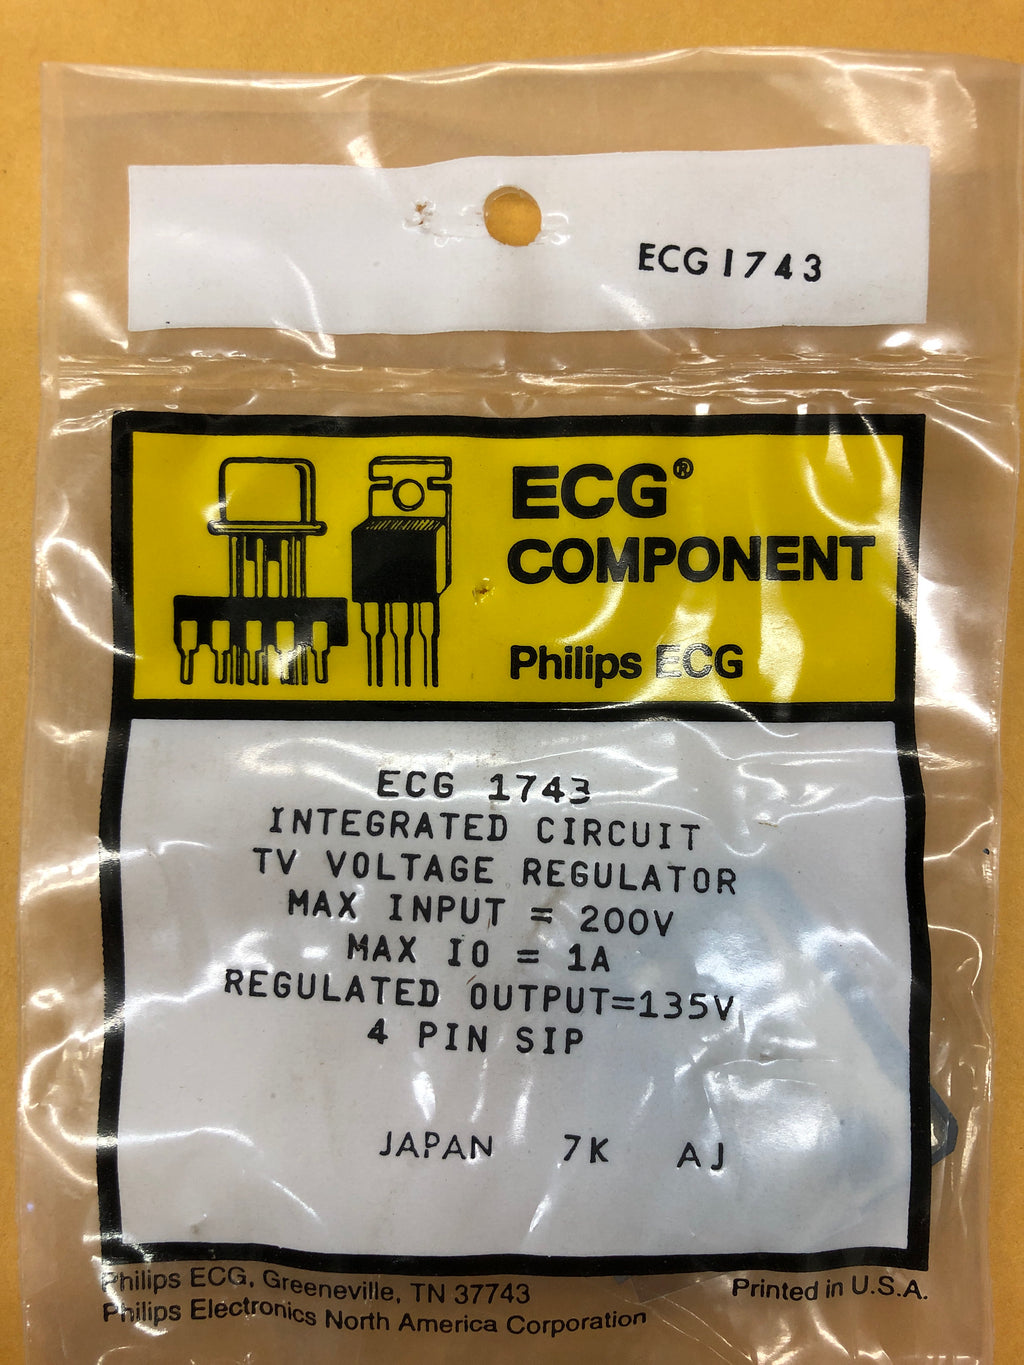 ECG1743
ECG®
COMPONENT
Philips ECG
ECG 1743
INTEGRATED CIRCUIT
TV VOLTAGE REGULATOR
MAX INPUT = 200V
MAX IO = 1A
REGULATED OUTPUT=135V
4 PIN SIP
JAPAN 7K AJ
Philips ECG, Greeneville, TN 37743
Philips Electronics North America Corporation
Printed in U.S.A.